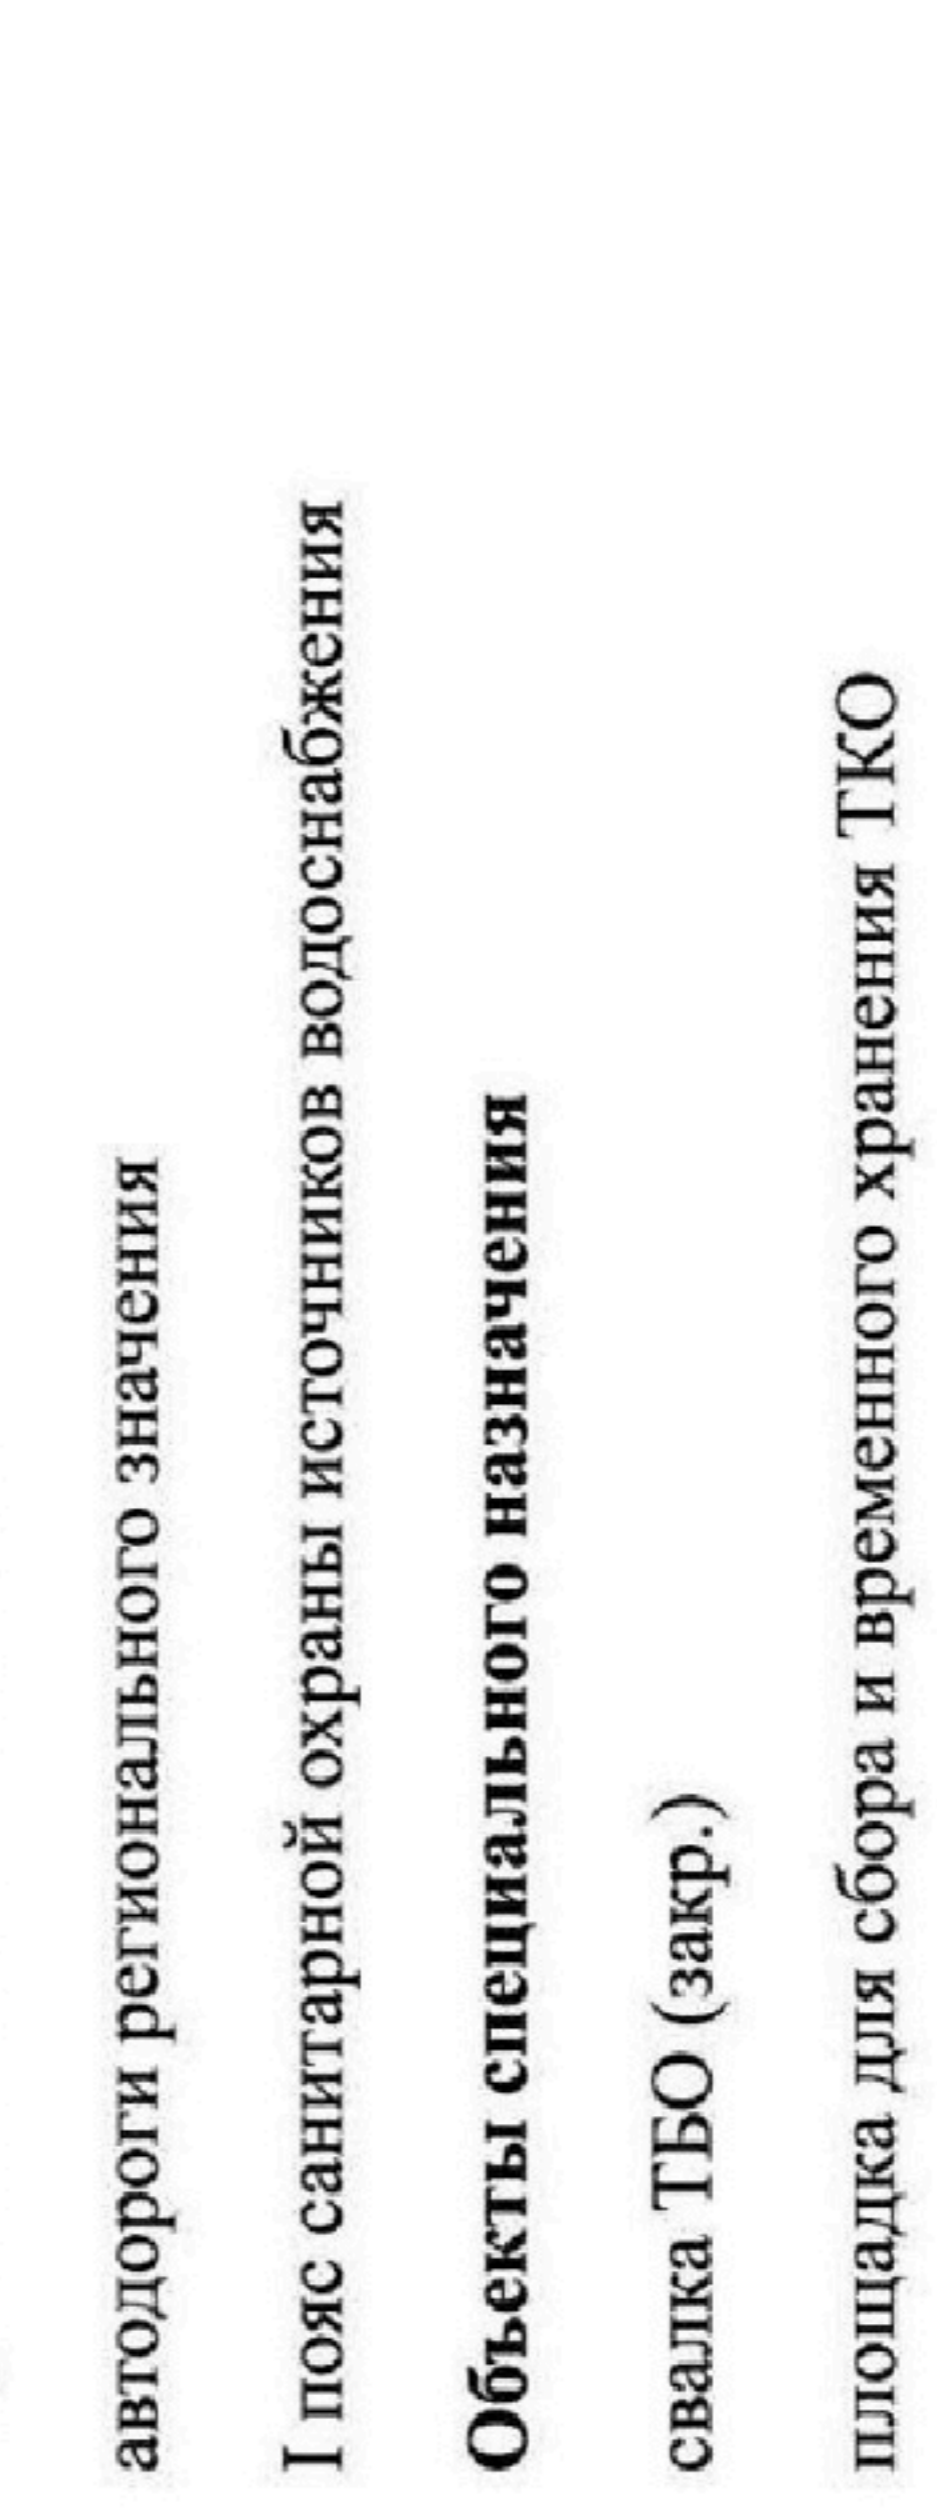 автодороги регионального значения
I пояс санитарной охраны источников водоснабжения
Объекты специального назначения
свалка ТБО (закр.)
площадка для сбора и временного хранения ТКО